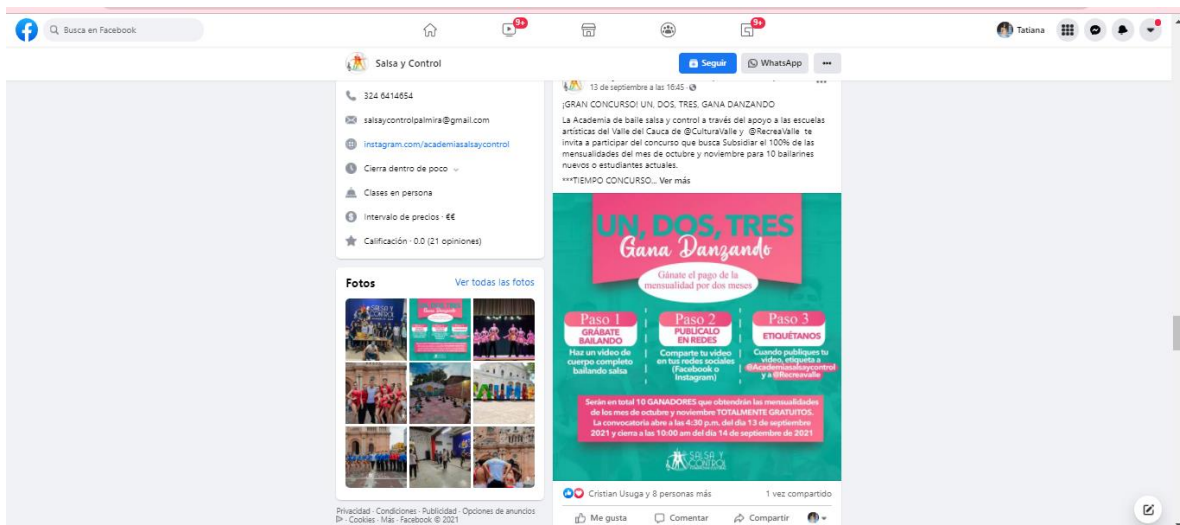 Busca en Facebook
9+
9+
Tatiana
Salsa y Control
Seguir
WhatsApp
324 6414654
salsaycontrolpalmira@gmail.com
instagram.com/academiasalsaycontrol
Cierra dentro de poco
Clases en persona
Intervalo de precios · €€
Calificación · 0.0 (21 opiniones)
Fotos
Ver todas las fotos
Privacidad · Condiciones · Publicidad · Opciones de anuncios
· Cookies · Más · Facebook © 2021
13 de septiembre a las 16:45 ·
¡GRAN CONCURSO! UN, DOS, TRES, GANA DANZANDO
La Academia de baile salsa y control a través del apoyo a las escuelas
artísticas del Valle del Cauca de @CulturaValle y @RecreaValle te
invita a participar del concurso que busca Subsidiar el 100% de las
mensualidades del mes de octubre y noviembre para 10 bailarines
nuevos o estudiantes actuales.
***TIEMPO CONCURSO... Ver más
UN, DOS, TRES
Gana Danzando
Gánate el pago de la
mensualidad por dos meses
Paso 1
GRÁBATE
BAILANDO
Haz un video de
cuerpo completo
bailando salsa
Paso 2
PUBLÍCALO
EN REDES
Comparte tu video
en tus redes sociales
(Facebook o
Instagram)
Paso 3
ETIQUÉTANOS
Cuando publiques tu
video, etiqueta a
@Academiasalsaycontrol
y a @Recreavalle
Serán en total 10 GANADORES que obtendrán las mensualidades
de los mes de octubre y noviembre TOTALMENTE GRATUITOS.
La convocatoria abre a las 4:30 p.m. del dia 13 de septiembre
2021 y cierra a las 10:00 am del día 14 de septiembre de 2021
SALSA Y
CONTROL
Cristian Usuga y 8 personas más
1 vez compartido
Me gusta
Comentar
Compartir